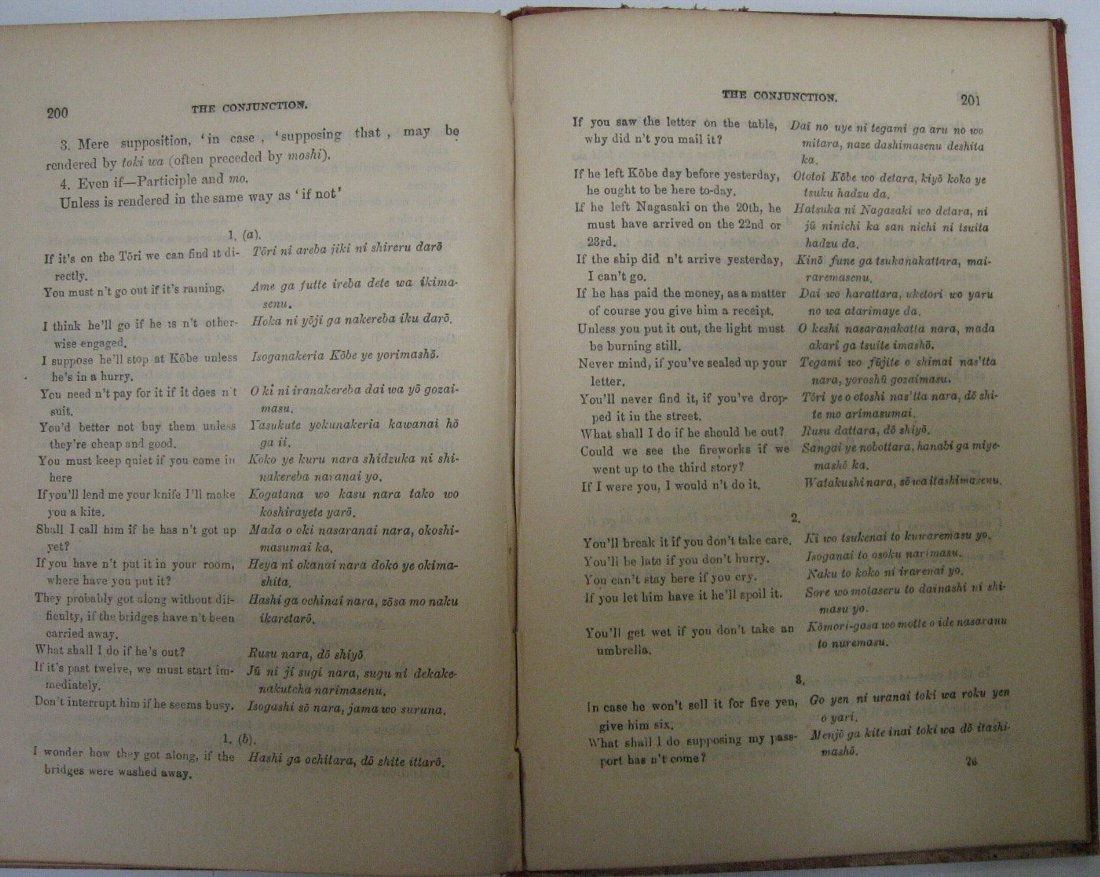 200
THE CONJUNCTION.
3. Mere supposition, ‘in case , ‘supposing that , may be
rendered by toki wa (often preceded by moshi).
4. Even if—Participle and mo.
Unless is rendered in the same way as ‘if not’
1, (a).
If it's on the Tōri we can find it di-
rectly.
Tōri ni areba jiki ni shireru darō
You must n't go out if it's raining.
Ame ga futte ireba dete wa ikima-
senu.
I think he'll go if he is n't other-
wise engaged.
Hoka ni yōji ga nakereba iku darō.
I suppose he'll stop at Kōbe unless
he's in a hurry.
Isoganakeria Kōbe ye yorimashō.
You need n't pay for it if it does n't
suit.
O ki ni iranakereba dai wa yō gozai-
masu.
You'd better not buy them unless
they're cheap and good.
Yasukute yokunakeria kawanai hō
ga ii.
You must keep quiet if you come in
here
Koko ye kuru nara shidzuka ni shi-
nakereba naranai yo.
If you'll lend me your knife I'll make
you a kite.
Kogatana wo kasu nara tako wo
koshirayete yarō.
Shall I call him if he has n't got up
yet?
Mada o oki nasaranai nara, okoshi-
masumai ka.
If you have n't put it in your room,
where have you put it?
Heya ni okanai nara doko ye okima-
shita.
They probably got along without dif-
ficulty, if the bridges have n't been
carried away.
Hashi ga ochinai nara, zōsa mo naku
ikaretarō.
What shall I do if he's out?
Rusu nara, dō shiyō
If it's past twelve, we must start im-
mediately.
Jū ni ji sugi nara, sugu ni dekake-
nakutcha narimasenu.
Don't interrupt him if he seems busy.
Isogashi sō nara, jama wo suruna.
1, (b).
I wonder how they got along, if the
bridges were washed away.
Hashi ga ochitara, dō shite ittarō.
THE CONJUNCTION.
201
If you saw the letter on the table,
why did n't you mail it?
Dai no uye ni tegami ga aru no wo
mitara, naze dashimasenu deshita
ka.
If he left Kōbe day before yesterday,
he ought to be here to-day.
Ototoi Kōbe wo detara, kiyō koko ye
tsuku hadzu da.
If he left Nagasaki on the 20th, he
must have arrived on the 22nd or
23rd.
Hatsuka ni Nagasaki wo detara, ni
jū ninichi ka san nichi ni tsuita
hadzu da.
If the ship did n't arrive yesterday,
I can't go.
Kinō fune ga tsukanakattara, mai-
raremasenu.
If he has paid the money, as a matter
of course you give him a receipt.
Dai wo harattara, uketori wo yaru
no wa atarimaye da.
Unless you put it out, the light must
be burning still.
O keshi nasaranakatta nara, mada
akari ga tsuite imashō.
Never mind, if you've sealed up your
letter.
Tegami wo fūjite o shimai nas'tta
nara, yoroshū gozaimasu.
You'll never find it, if you've drop-
ped it in the street.
Tōri ye o otoshi nas'tta nara, dō shi-
te mo arimasumai.
What shall I do if he should be out?
Rusu dattara, dō shiyō.
Could we see the fireworks if we
went up to the third story?
Sangai ye nobottara, hanabi ga miye-
mashō ka.
If I were you, I would n't do it.
Watakushi nara, sō wa itashimasenu.
2.
You'll break it if you don't take care.
Ki wo tsukenai to kuwaremasu yo.
You'll be late if you don't hurry.
Isoganai to osoku narimasu.
You can't stay here if you cry.
Naku to koko ni irarenai yo.
If you let him have it he'll spoil it.
Sore wo motaseru to dainashi ni shi-
masu yo.
You'll get wet if you don't take an
umbrella.
Kōmori-gasa wo motte o ide nasaranu
to nuremasu.
3.
In case he won't sell it for five yen,
give him six.
Go yen ni uranai toki wa roku yen
o yari.
What shall I do supposing my pass-
port has n't come?
Menjō ga kite inai toki wa dō itashi-
mashō.
26